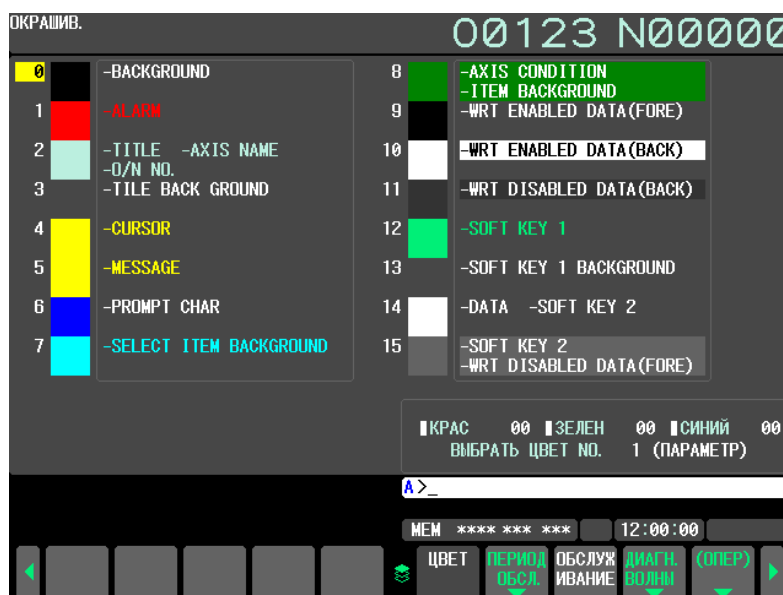 ОКРАШИВ.
O0123 N00000
0 -BACKGROUND
1 -ALARM
2 -TITLE -AXIS NAME
-O/N NO.
3 -TILE BACK GROUND
4 -CURSOR
5 -MESSAGE
6 -PROMPT CHAR
7 -SELECT ITEM BACKGROUND
8 -AXIS CONDITION
-ITEM BACKGROUND
9 -WRT ENABLED DATA(FORE)
10 -WRT ENABLED DATA(BACK)
11 -WRT DISABLED DATA(BACK)
12 -SOFT KEY 1
13 -SOFT KEY 1 BACKGROUND
14 -DATA -SOFT KEY 2
15 -SOFT KEY 2
-WRT DISABLED DATA(FORE)
КРАС 00 ЗЕЛЕН 00 СИНИЙ 00
ВЫБРАТЬ ЦВЕТ NO. 1 (ПАРАМЕТР)
A>_
MEM **** *** *** 12:00:00
ЦВЕТ
ПЕРИОД
ОБСЛ.
ОБСЛУЖ
ИВАНИЕ
ДИАГН.
ВОЛНЫ
(ОПЕР)